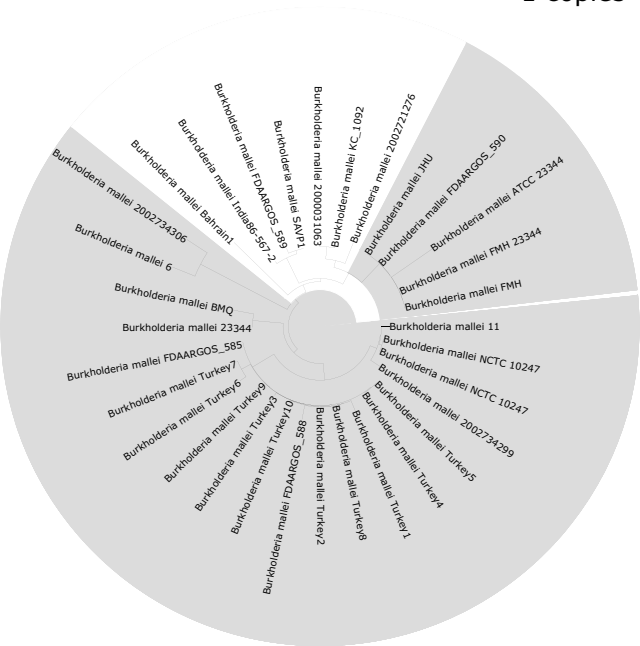 Burkholderia mallei Bahrain1
Burkholderia mallei India86-567-2
Burkholderia mallei FDAARGOS_589
Burkholderia mallei SAVP1
Burkholderia mallei 2000031063
Burkholderia mallei KC_1092
Burkholderia mallei 2002721276
Burkholderia mallei JHU
Burkholderia mallei FDAARGOS_590
Burkholderia mallei ATCC 23344
Burkholderia mallei FMH 23344
Burkholderia mallei FMH
Burkholderia mallei 11
Burkholderia mallei NCTC 10247
Burkholderia mallei NCTC 10247
Burkholderia mallei 2002734299
Burkholderia mallei Turkey5
Burkholderia mallei Turkey4
Burkholderia mallei Turkey1
Burkholderia mallei Turkey8
Burkholderia mallei Turkey2
Burkholderia mallei FDAARGOS_588
Burkholderia mallei Turkey10
Burkholderia mallei Turkey3
Burkholderia mallei Turkey9
Burkholderia mallei Turkey6
Burkholderia mallei Turkey7
Burkholderia mallei FDAARGOS_585
Burkholderia mallei 23344
Burkholderia mallei BMQ
Burkholderia mallei 6
Burkholderia mallei 2002734306